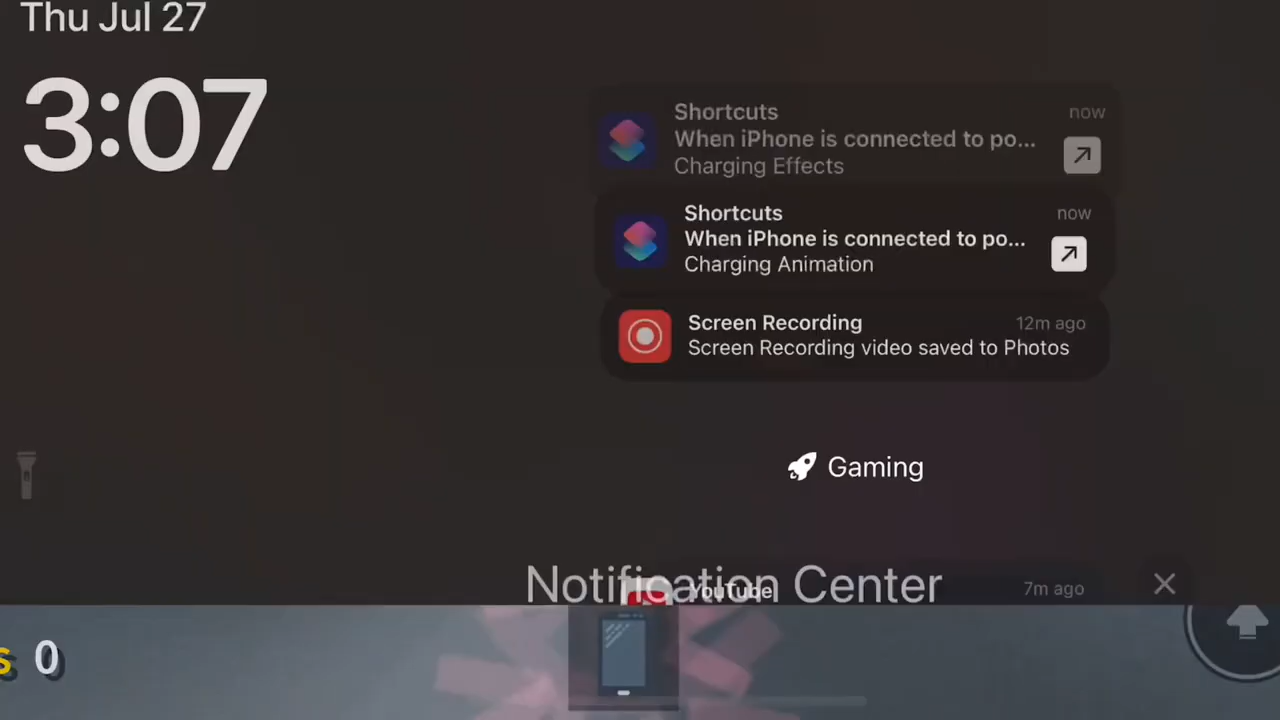 Thu Jul 27
3:07
Shortcuts
now
When iPhone is connected to po...
Charging Effects
Shortcuts
now
When iPhone is connected to po...
Charging Animation
Screen Recording
12m ago
Screen Recording video saved to Photos
Gaming
Notification Center
YouTube
7m ago
s 0